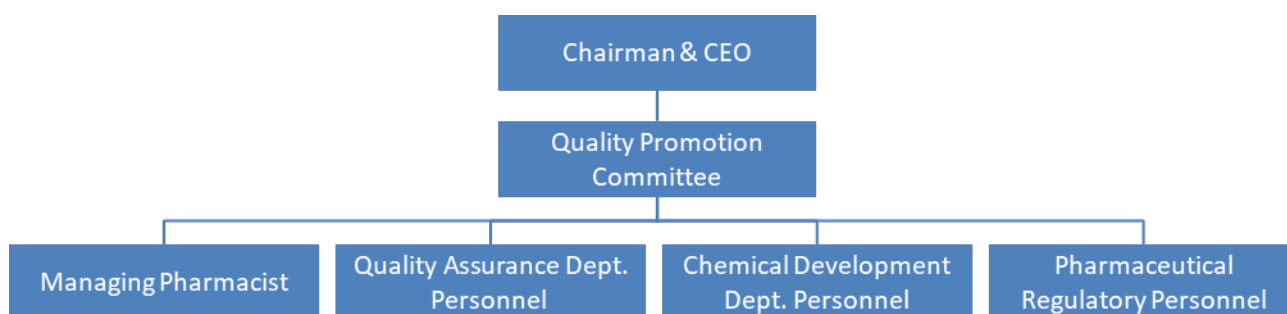 Chairman & CEO
Quality Promotion
Committee
Managing Pharmacist
Quality Assurance Dept.
Personnel
Chemical Development
Dept. Personnel
Pharmaceutical
Regulatory Personnel